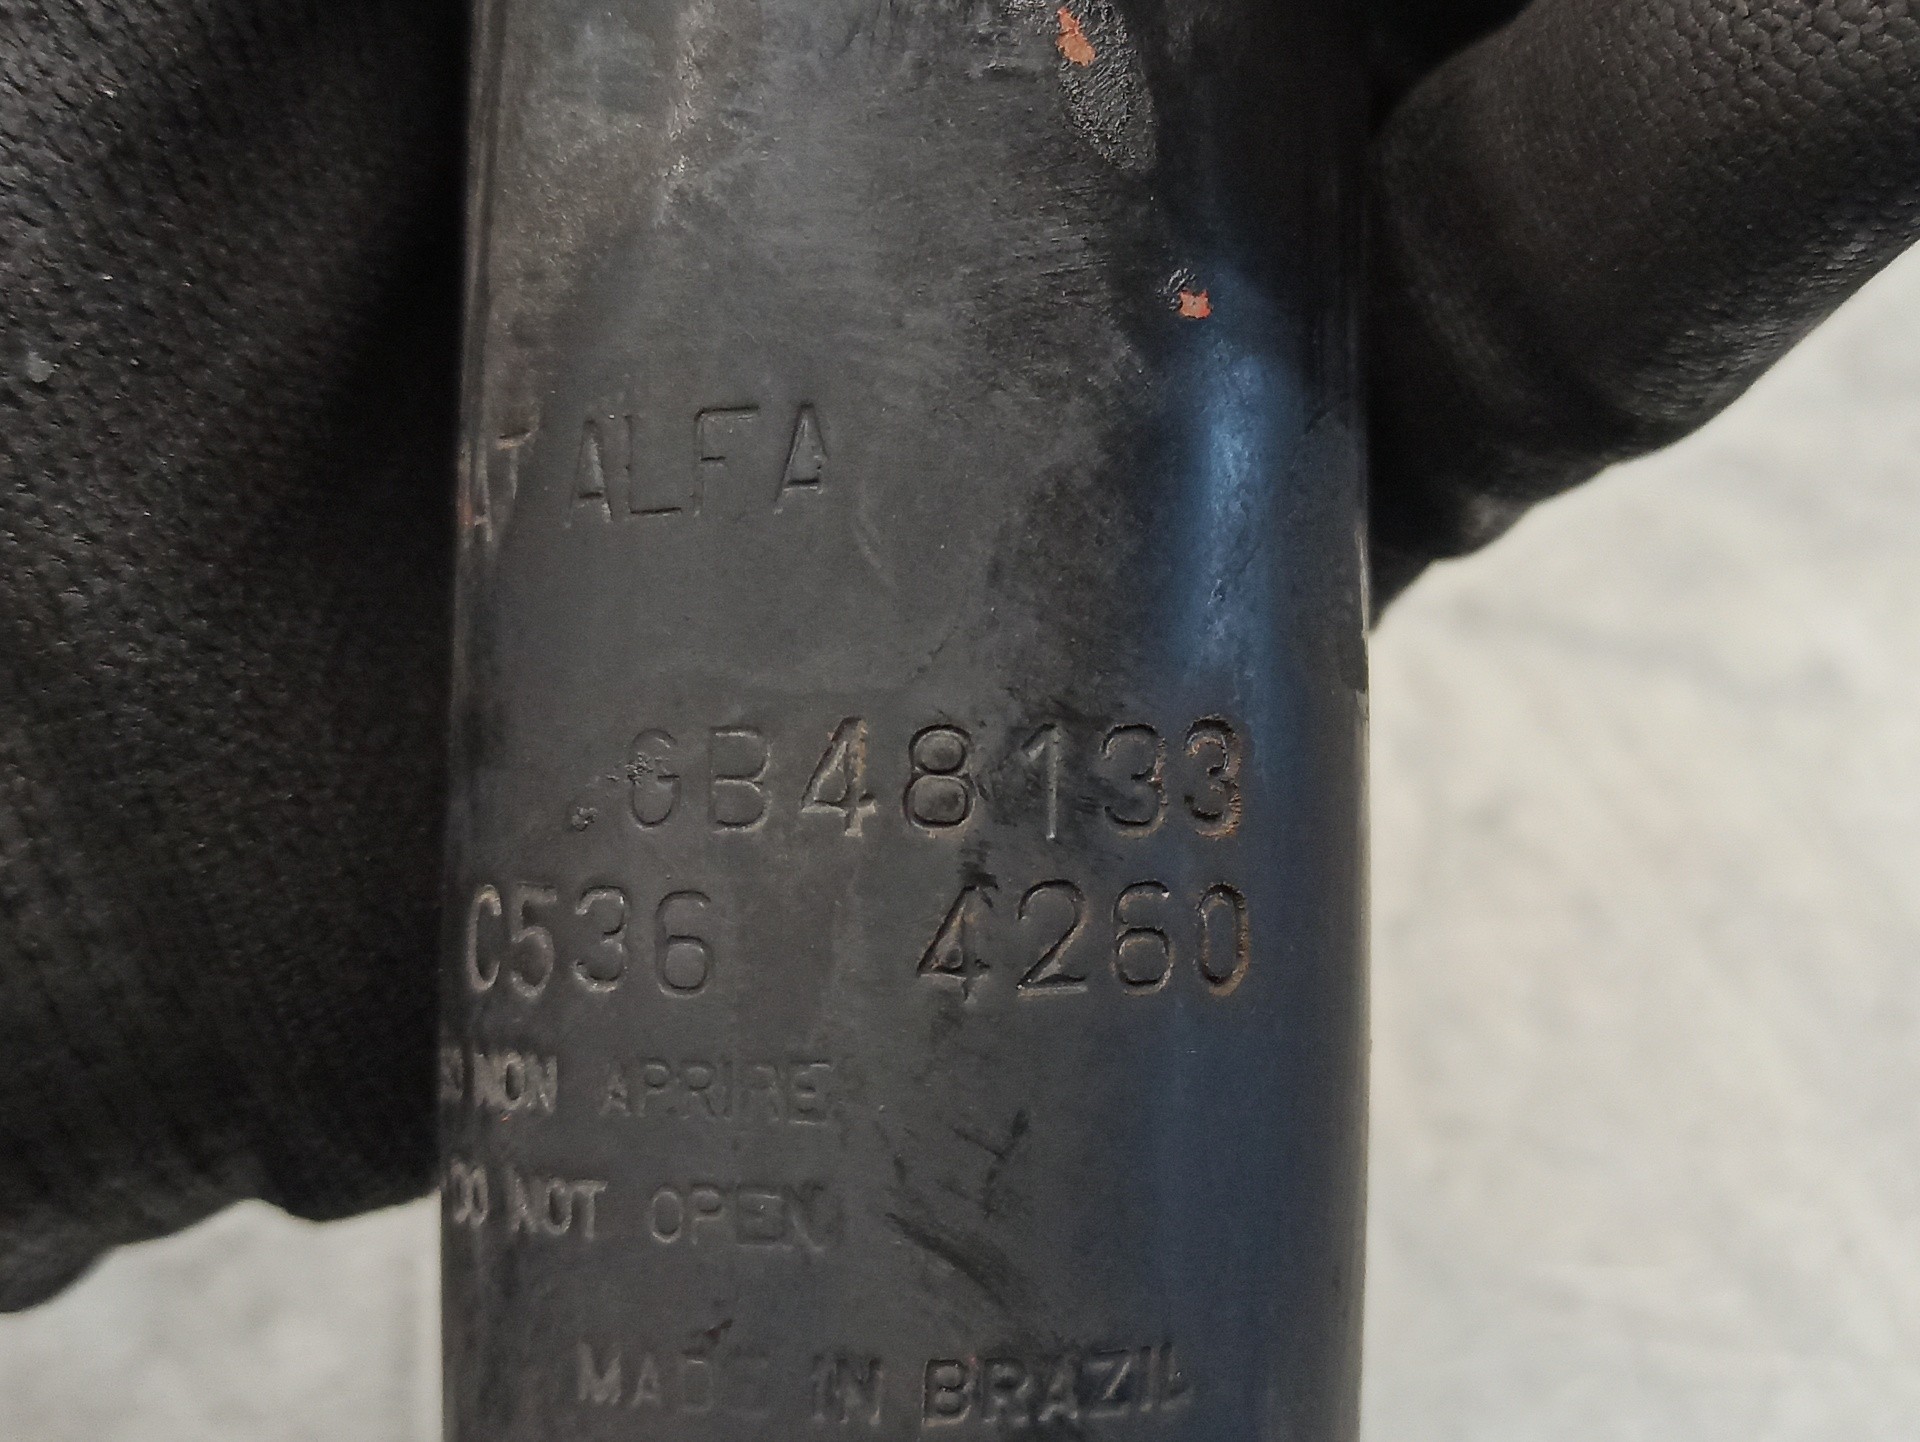 AT ALFA
.GB48133
C536 4260
NON APRIRE
DO NOT OPEN
MADE IN BRAZIL